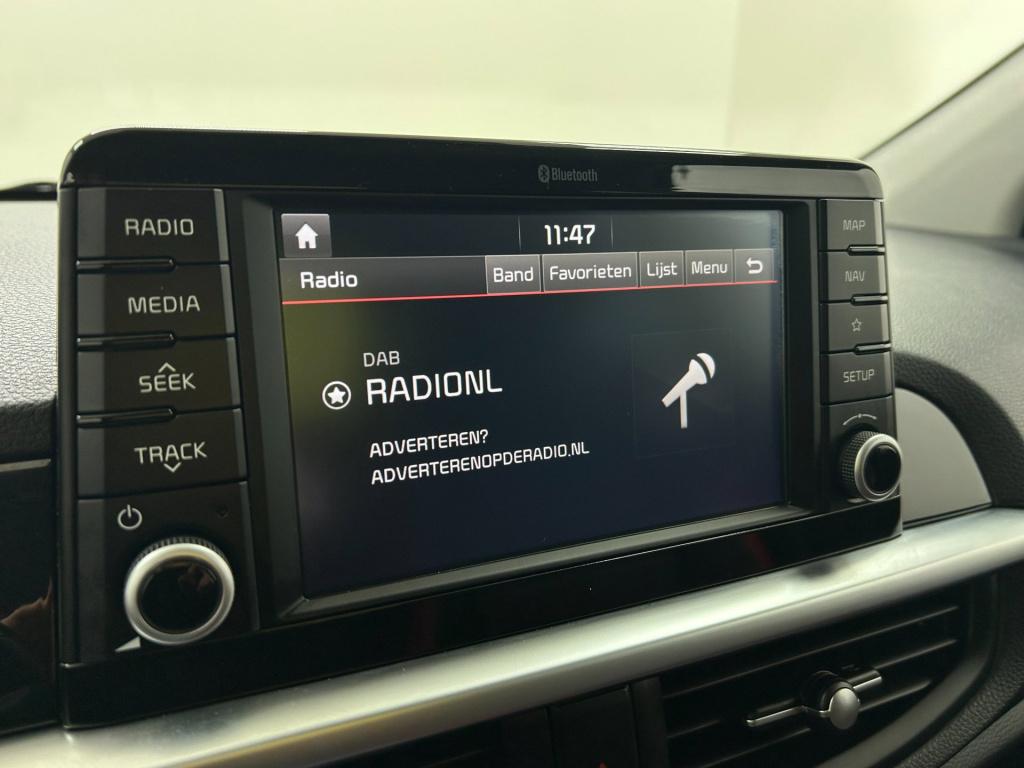 Bluetooth
RADIO
MEDIA
SEEK
TRACK
11:47
Radio
Band
Favorieten
Lijst
Menu
DAB
RADIONL
ADVERTEREN?
ADVERTERENOPDERADIO.NL
MAP
NAV
SETUP